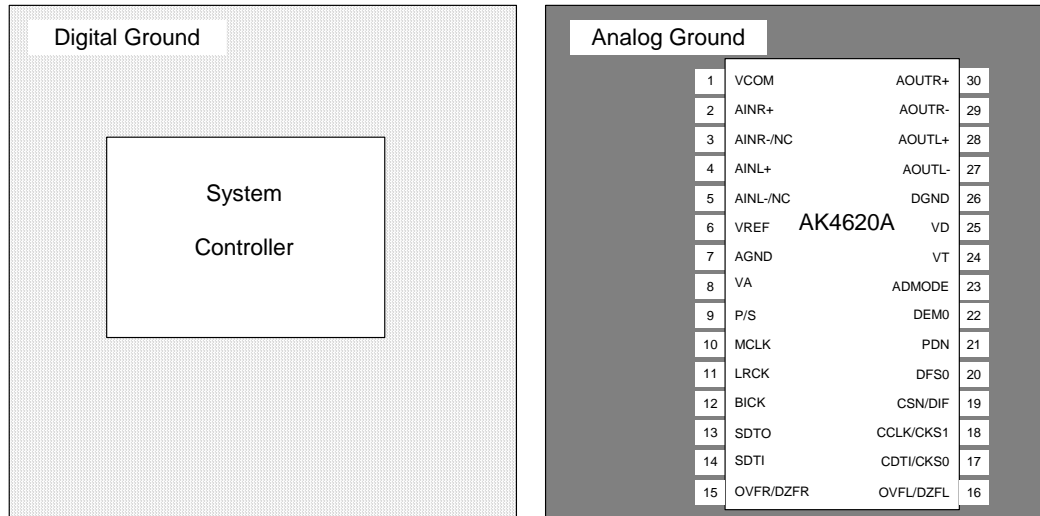 Digital Ground
System
Controller
Analog Ground
AK4620A
1 VCOM AOUTR+ 30
2 AINR+ AOUTR- 29
3 AINR-/NC AOUTL+ 28
4 AINL+ AOUTL- 27
5 AINL-/NC DGND 26
6 VREF VD 25
7 AGND VT 24
8 VA ADMODE 23
9 P/S DEM0 22
10 MCLK PDN 21
11 LRCK DFS0 20
12 BICK CSN/DIF 19
13 SDTO CCLK/CKS1 18
14 SDTI CDTI/CKS0 17
15 OVFR/DZFR OVFL/DZFL 16